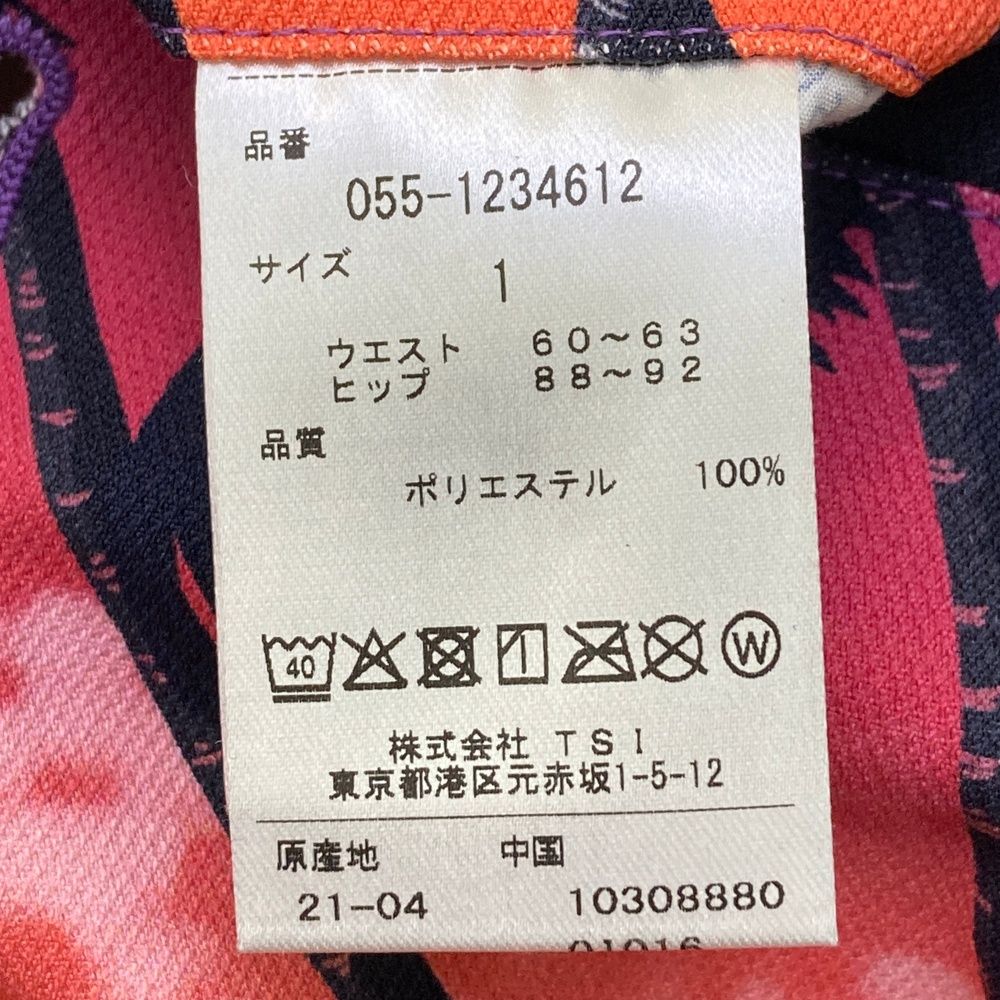 品番
055-1234612
サイズ 1
ウエスト 60～63
ヒップ 88～92
品質
ポリエステル 100%
40
W
株式会社 TSI
東京都港区元赤坂1-5-12
原産地 中国
21-04 10308880